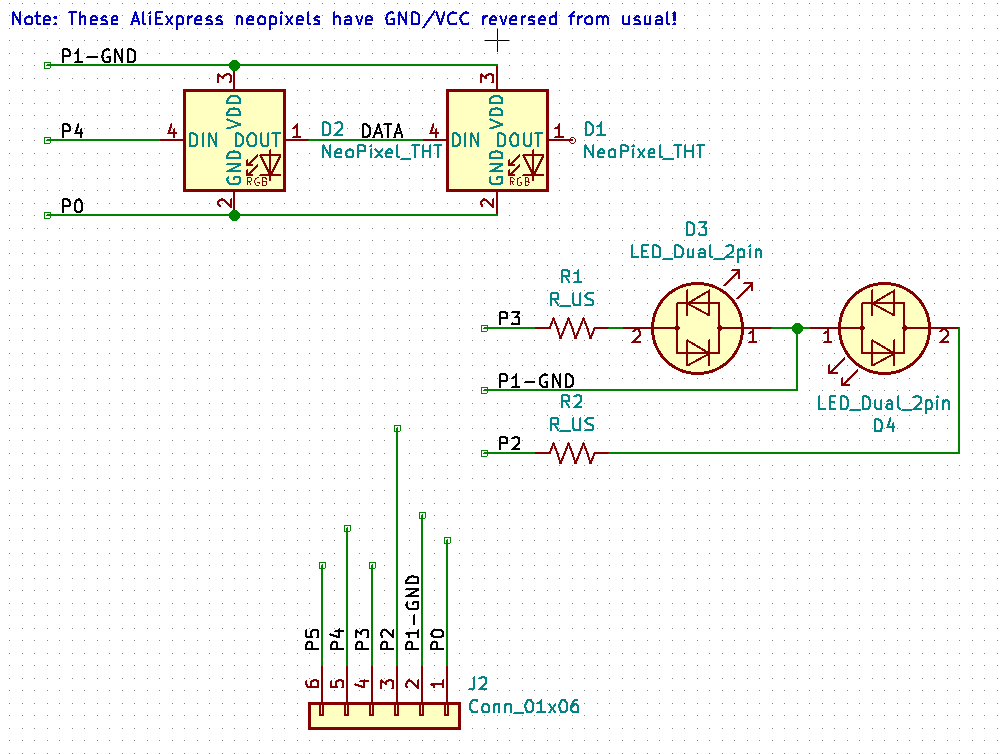 Note: These AliExpress neopixels have GND/VCC reversed from usual!
P1-GND
3
3
VDD
VDD
P4
4
DIN
DOUT
1
D2
NeoPixel_THT
DATA
4
DIN
DOUT
1
D1
NeoPixel_THT
GND
RGB
GND
RGB
2
2
P0
D3
LED_Dual_2pin
R1
R_US
P3
2
1
1
2
P1-GND
LED_Dual_2pin
D4
R2
R_US
P2
P5
P4
P3
P2
P1-GND
P0
6
5
4
3
2
1
J2
Conn_01x06